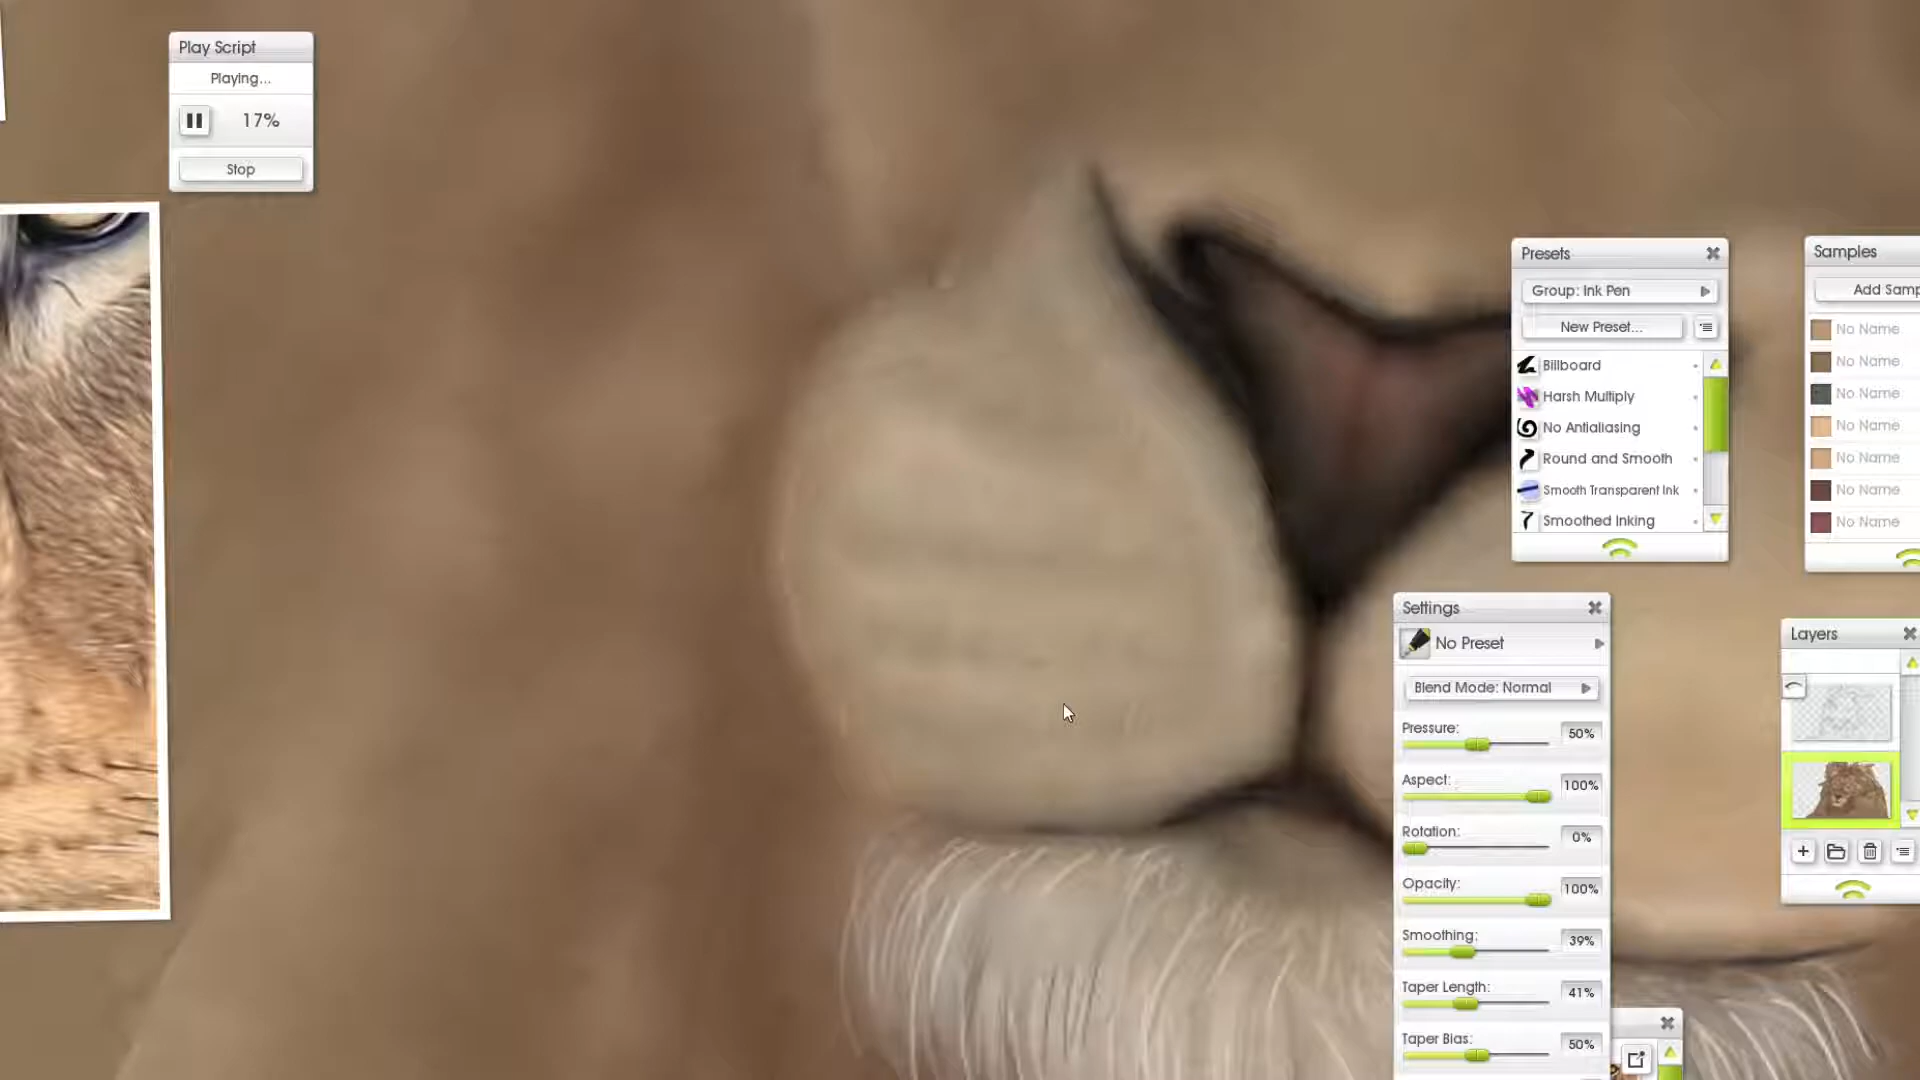 Play Script
Playing...
17%
Stop
Presets
Group: Ink Pen
New Preset...
Billboard
Harsh Multiply
No Antialiasing
Round and Smooth
Smooth Transparent Ink
Smoothed Inking
Samples
Add Samp
No Name
No Name
No Name
No Name
No Name
No Name
No Name
Settings
No Preset
Blend Mode: Normal
Pressure:
50%
Aspect:
100%
Rotation:
0%
Opacity:
100%
Smoothing:
39%
Taper Length:
41%
Taper Bias:
50%
Layers